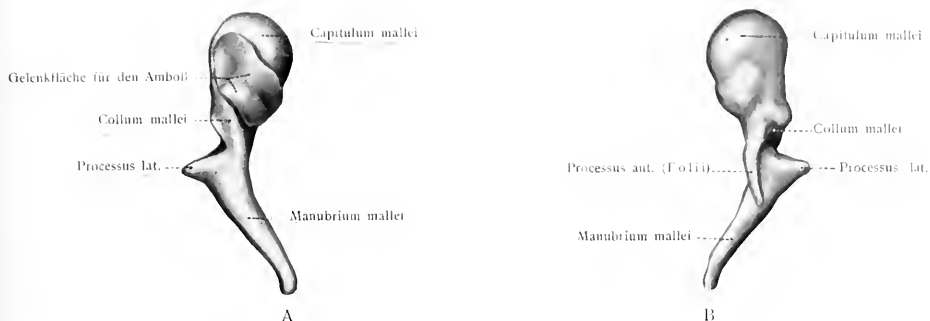 Capitulum mallei
Gelenkfläche für den Amboß
Collum mallei
Processus lat.
Manubrium mallei
A
Capitulum mallei
Collum mallei
Processus ant. (Folii)
Processus lat.
Manubrium mallei
B